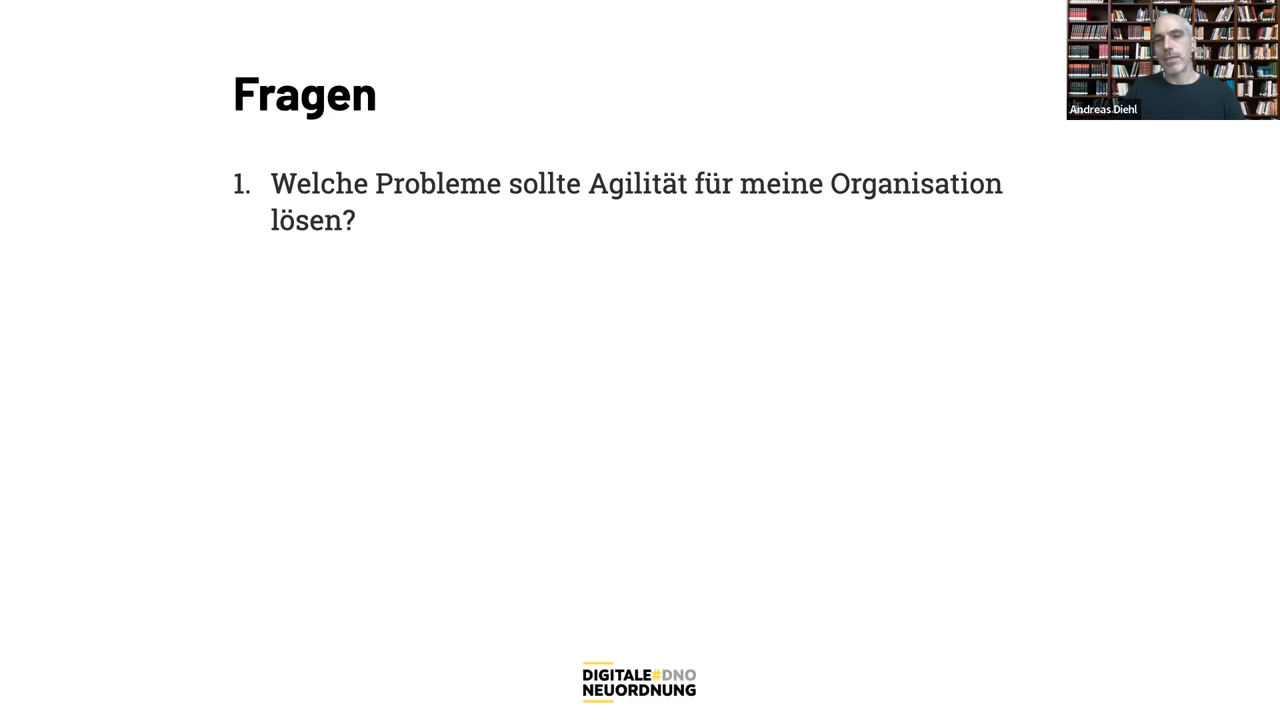 Fragen
1. Welche Probleme sollte Agilität für meine Organisation
lösen?
Andreas Diehl
DIGITALE#DNO
NEUORDNUNG